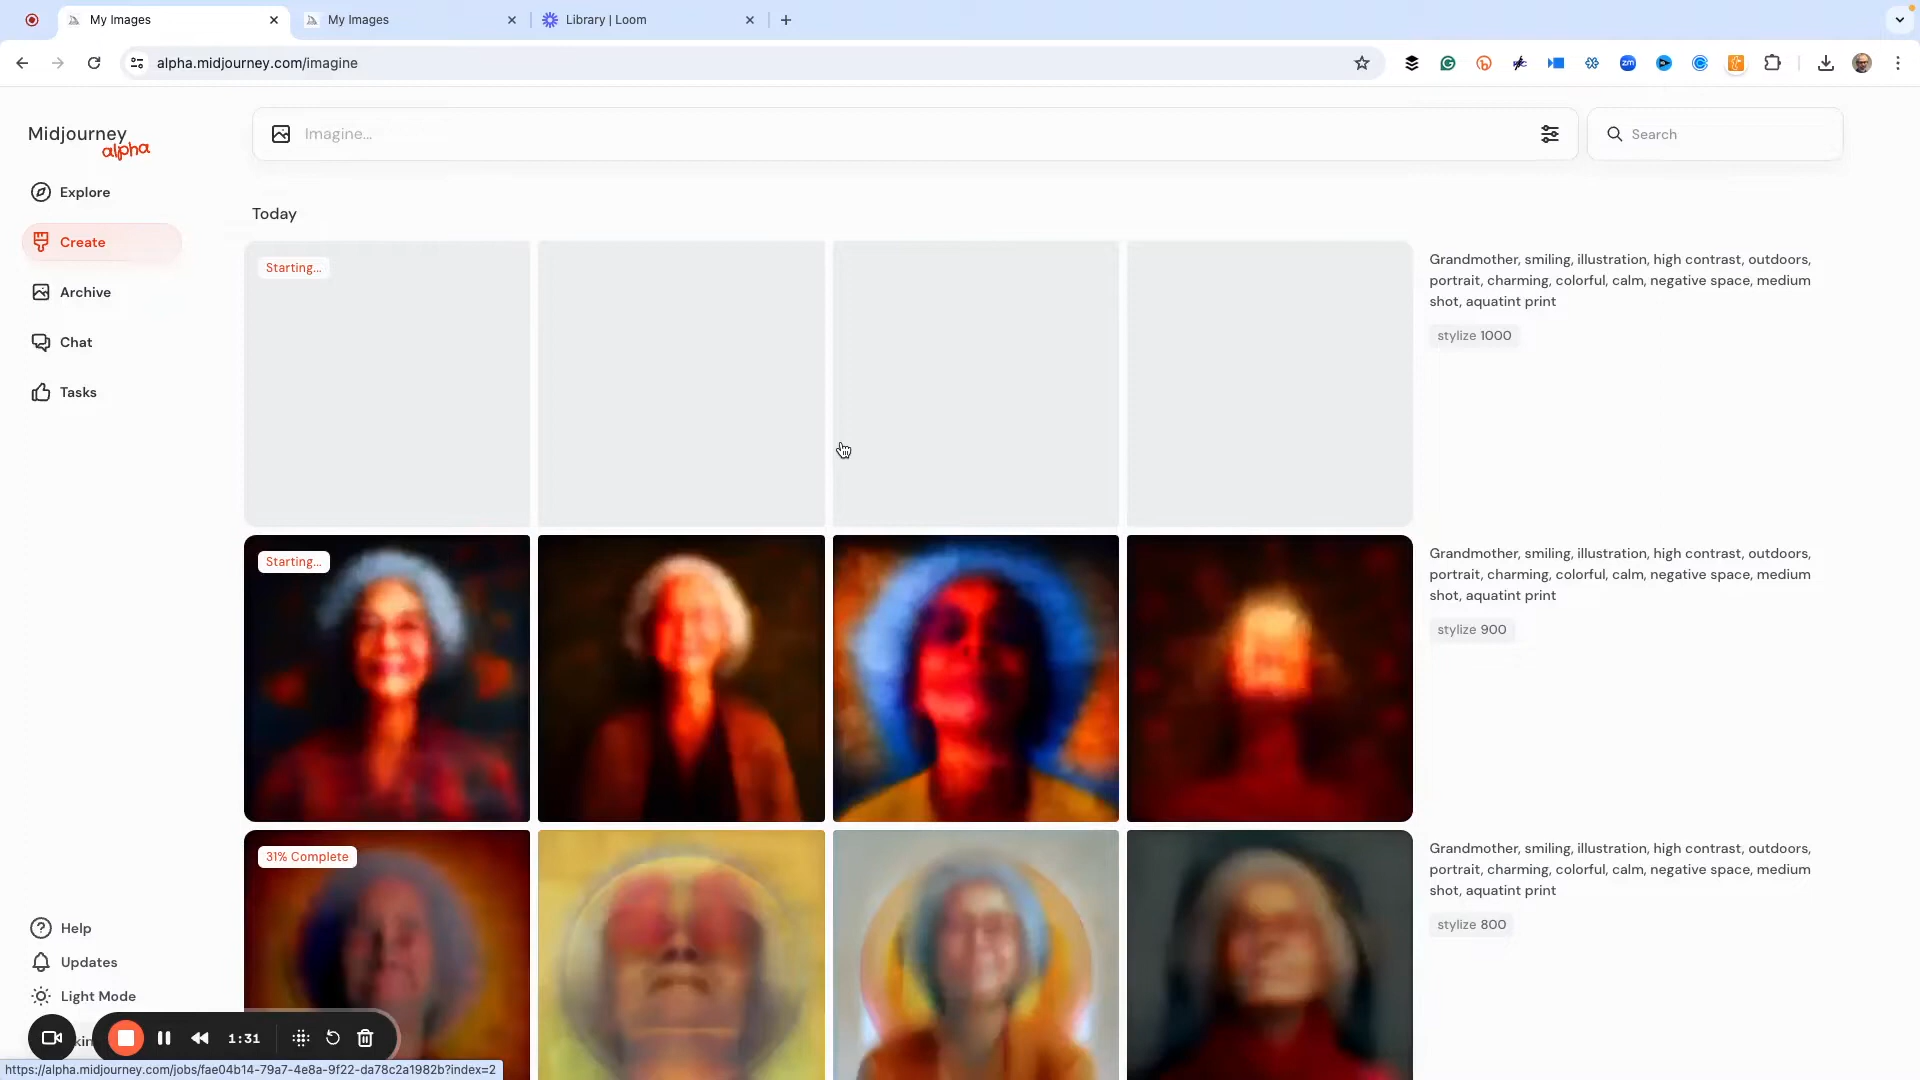 My Images
My Images
Library | Loom
alpha.midjourney.com/imagine
zm
Midjourney
alpha
Imagine...
Search
Explore
Create
Archive
Chat
Tasks
Today
Starting...
Grandmother, smiling, illustration, high contrast, outdoors,
portrait, charming, colorful, calm, negative space, medium
shot, aquatint print
stylize 1000
Starting...
Grandmother, smiling, illustration, high contrast, outdoors,
portrait, charming, colorful, calm, negative space, medium
shot, aquatint print
stylize 900
31% Complete
Grandmother, smiling, illustration, high contrast, outdoors,
portrait, charming, colorful, calm, negative space, medium
shot, aquatint print
stylize 800
Help
Updates
Light Mode
1:31
https://alpha.midjourney.com/jobs/fae04b14-79a7-4e8a-9f22-da78c2a1982b?index=2